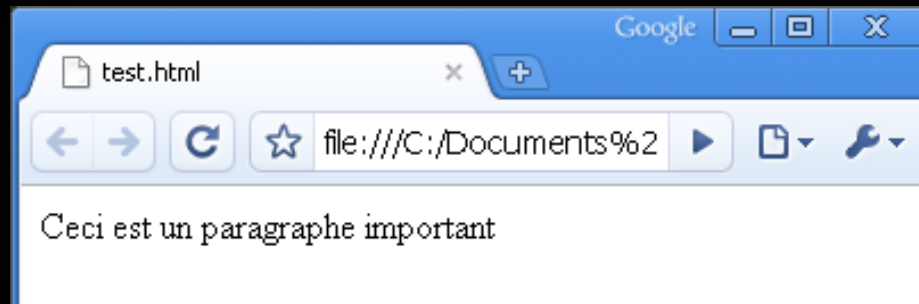 Google
test.html
file:///C:/Documents%2
Ceci est un paragraphe important